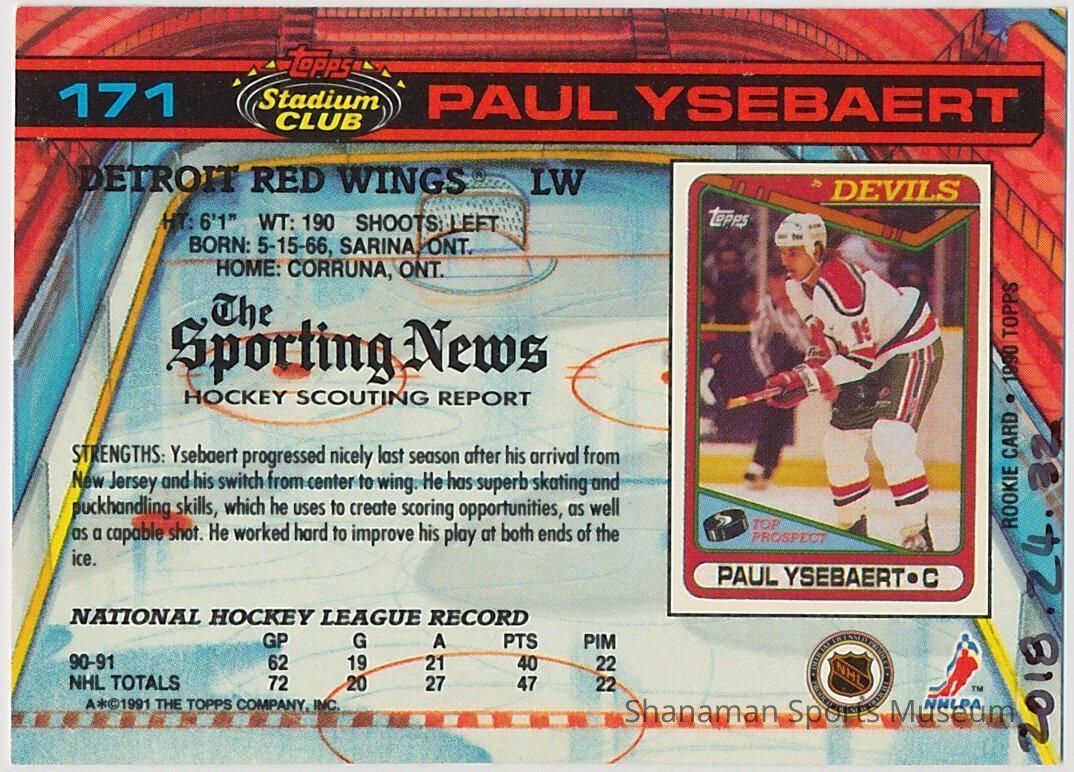 171
Topps
Stadium
CLUB
PAUL YSEBAERT
DETROIT RED WINGS® LW
HT: 6'1" WT: 190 SHOOTS: LEFT
BORN: 5-15-66, SARINA, ONT.
HOME: CORRUNA, ONT.
The
Sporting News
HOCKEY SCOUTING REPORT
STRENGTHS: Ysebaert progressed nicely last season after his arrival from
New Jersey and his switch from center to wing. He has superb skating and
puckhandling skills, which he uses to create scoring opportunities, as well
as a capable shot. He worked hard to improve his play at both ends of the
ice.
NATIONAL HOCKEY LEAGUE RECORD
GP G A PTS PIM
90-91 62 19 21 40 22
NHL TOTALS 72 20 27 47 22
A*©1991 THE TOPPS COMPANY, INC.
DEVILS
Topps
19
TOP
PROSPECT
PAUL YSEBAERT•C
ROOKIE CARD • 1990 TOPPS
NHL
NHLPA™
2018.24.32
Shanaman Sports Museum